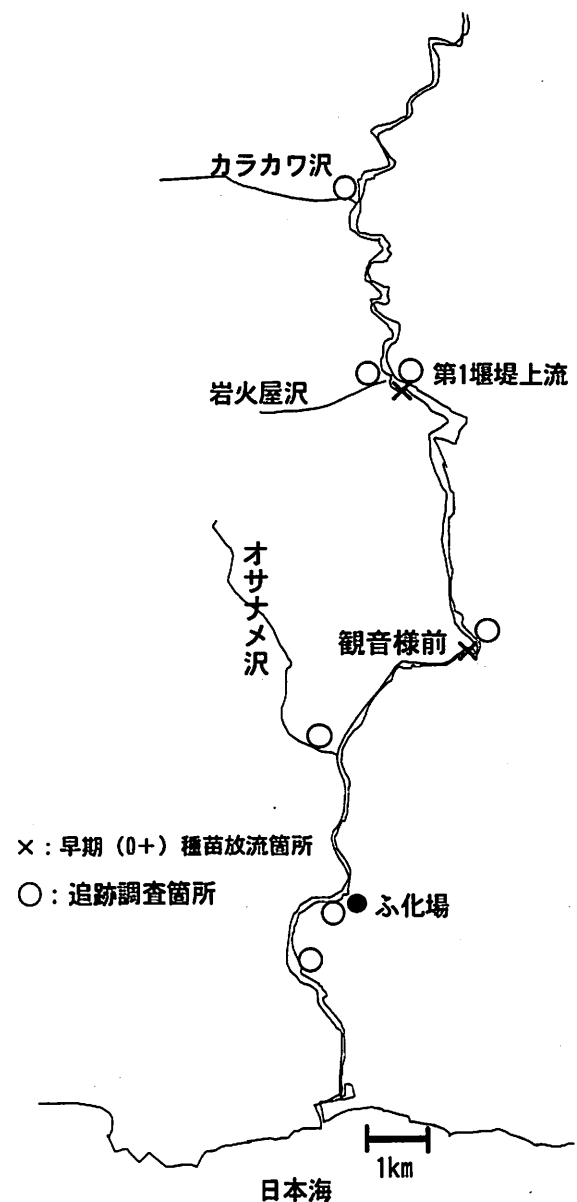 カラカワ沢
第1堰堤上流
岩火屋沢
オサナメ沢
観音様前
×：早期（0+）種苗放流箇所
○：追跡調査箇所
ふ化場
1km
日本海